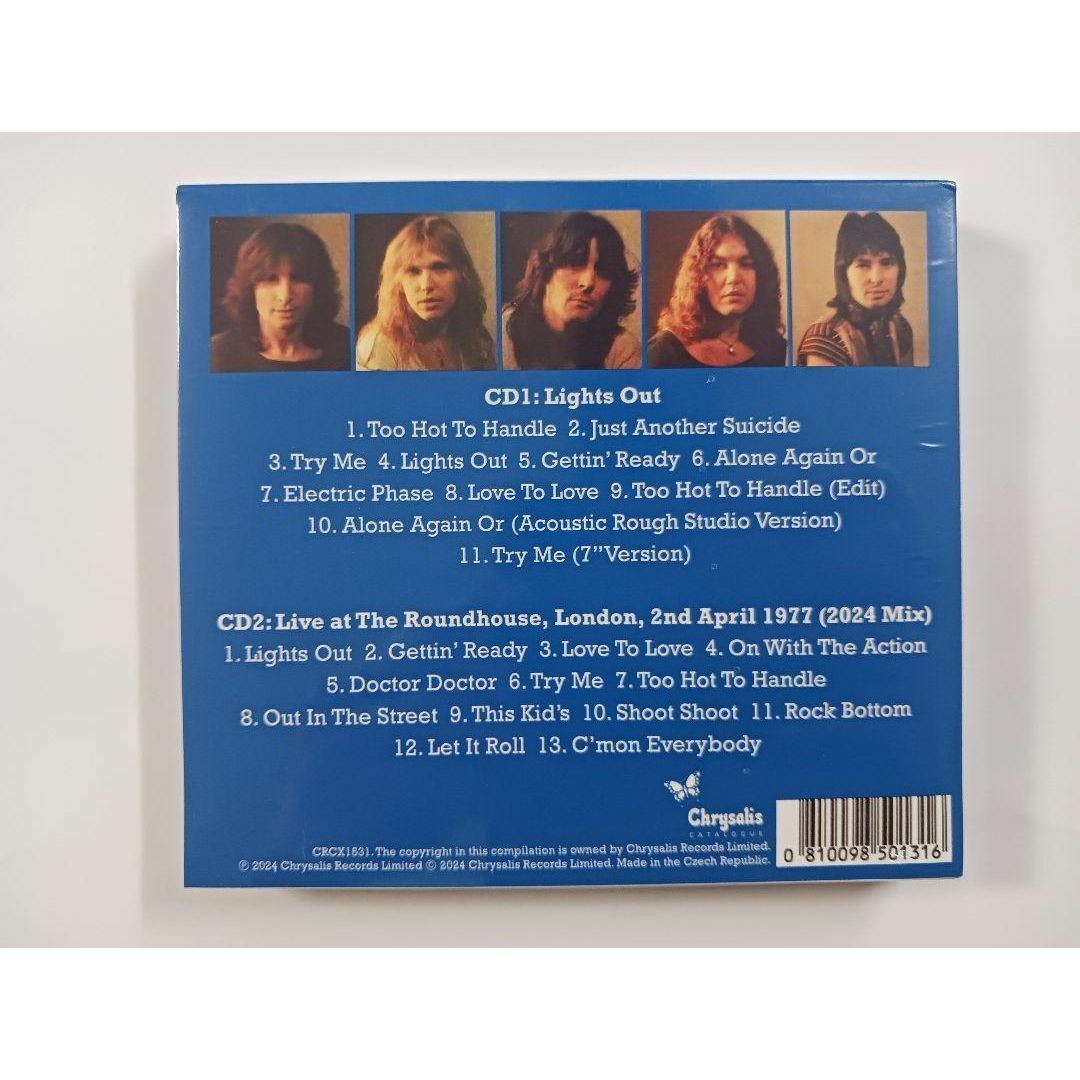 CD1: Lights Out
1. Too Hot To Handle 2. Just Another Suicide
3. Try Me 4. Lights Out 5. Gettin' Ready 6. Alone Again Or
7. Electric Phase 8. Love To Love 9. Too Hot To Handle (Edit)
10. Alone Again Or (Acoustic Rough Studio Version)
11. Try Me (7”Version)
CD2: Live at The Roundhouse, London, 2nd April 1977 (2024 Mix)
1. Lights Out 2. Gettin' Ready 3. Love To Love 4. On With The Action
5. Doctor Doctor 6. Try Me 7. Too Hot To Handle
8. Out In The Street 9. This Kid's 10. Shoot Shoot 11. Rock Bottom
12. Let It Roll 13. C'mon Everybody
Chrysalis
CATALOGUE
CRCX1531. The copyright in this compilation is owned by Chrysalis Records Limited.
℗ 2024 Chrysalis Records Limited © 2024 Chrysalis Records Limited. Made in the Czech Republic.
0 810098 501316